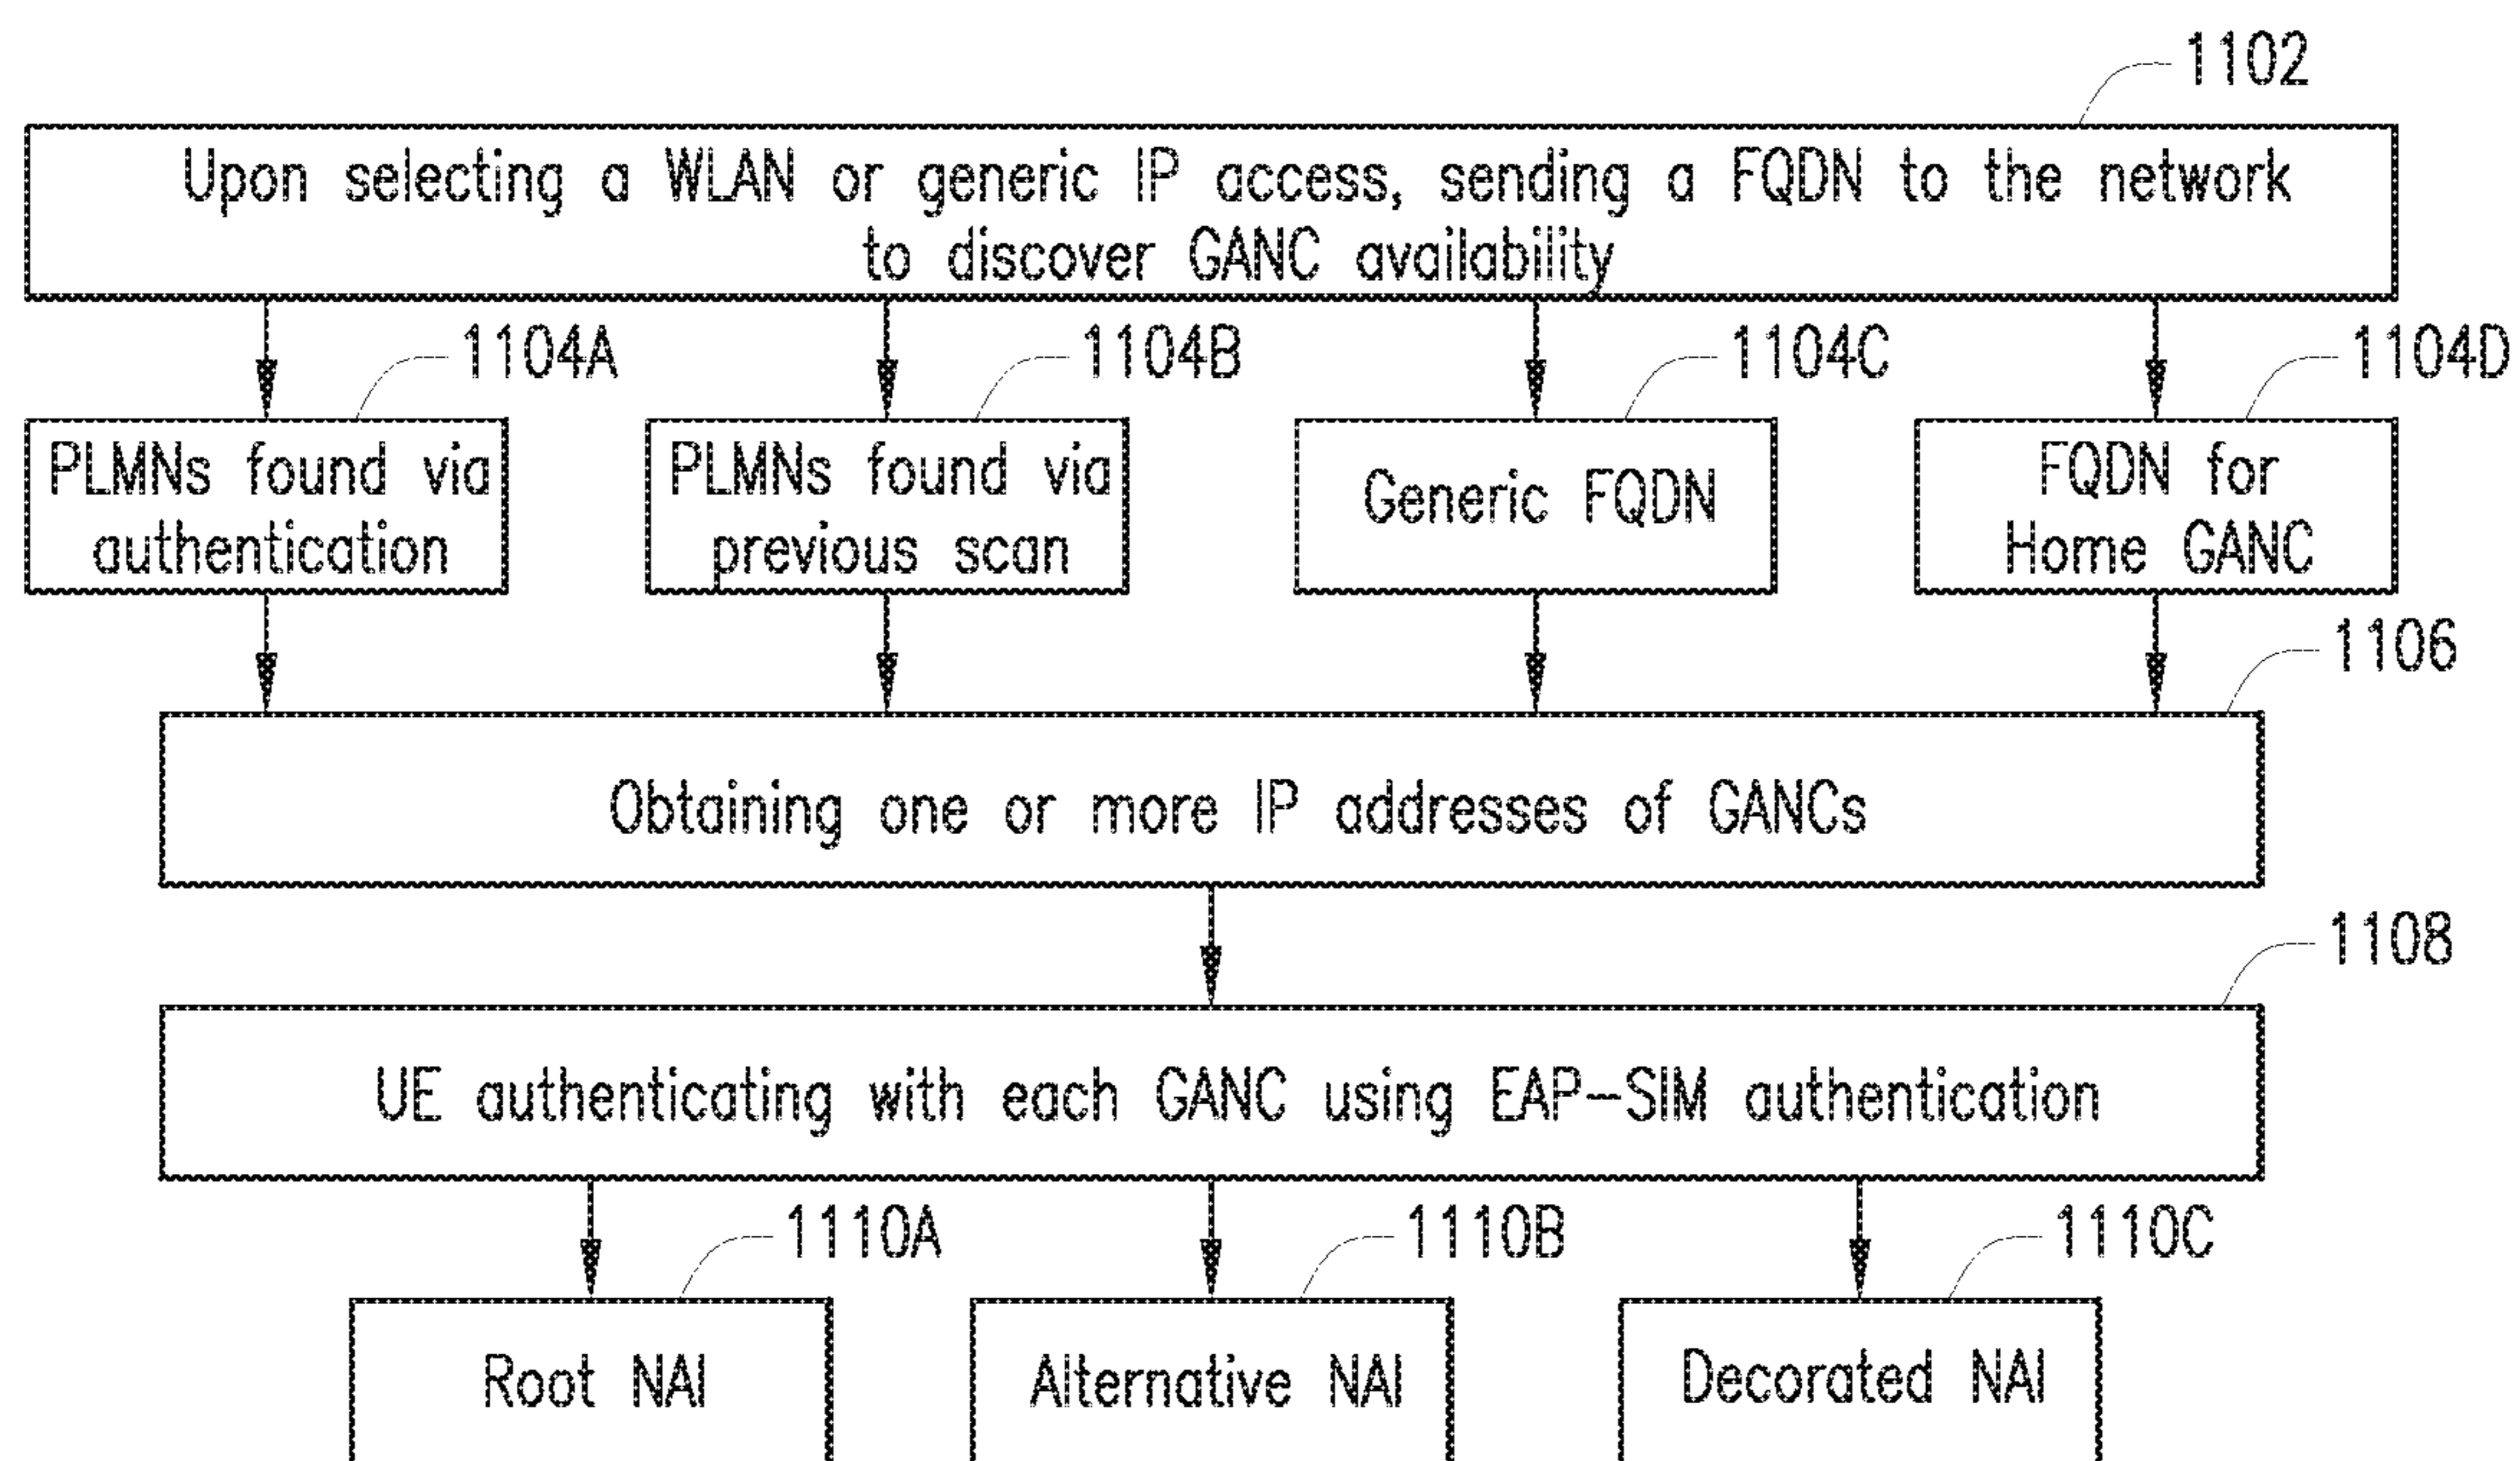 1102
Upon selecting a WLAN or generic IP access, sending a FQDN to the network
to discover GANC availability
1104A
1104B
1104C
1104D
PLMNs found via
authentication
PLMNs found via
previous scan
Generic FQDN
FQDN for
Home GANC
1106
Obtaining one or more IP addresses of GANCs
1108
UE authenticating with each GANC using EAP-SIM authentication
1110A
1110B
1110C
Root NAI
Alternative NAI
Decorated NAI